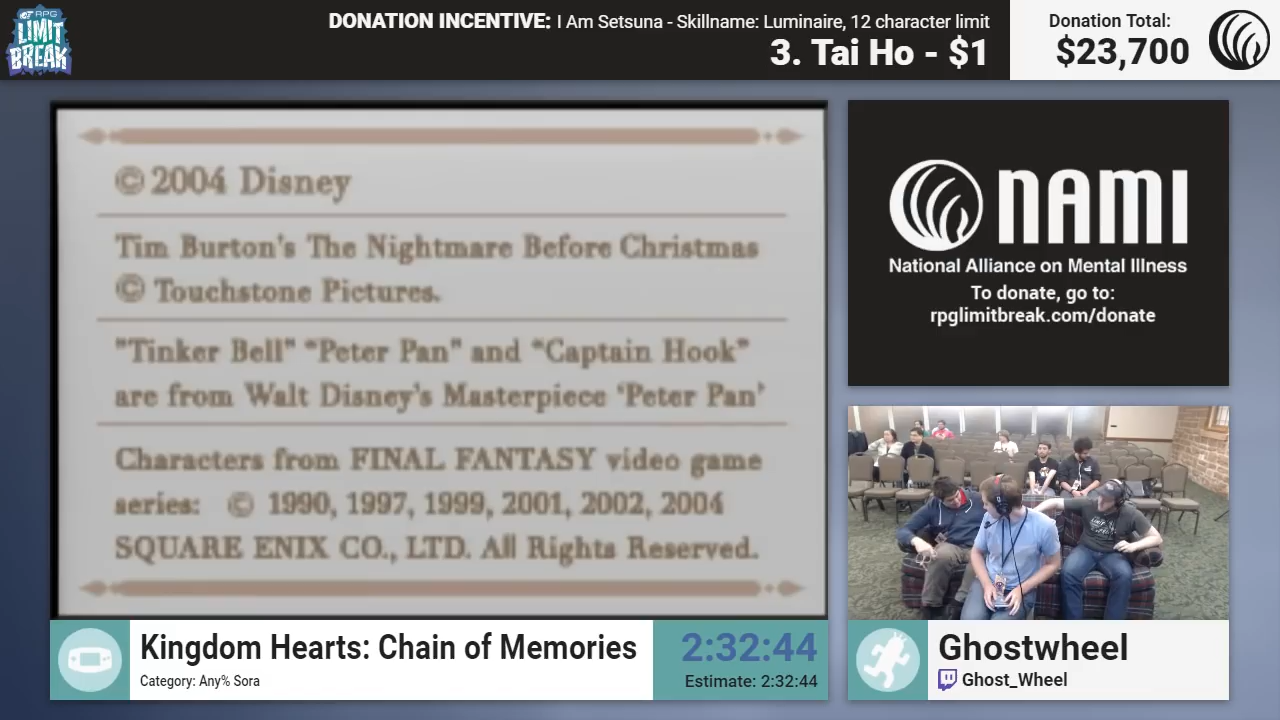 RPG
LIMIT
BREAK
DONATION INCENTIVE: I Am Setsuna - Skillname: Luminaire, 12 character limit
3. Tai Ho - $1
Donation Total:
$23,700
© 2004 Disney
Tim Burton's The Nightmare Before Christmas
© Touchstone Pictures.
"Tinker Bell" "Peter Pan" and "Captain Hook"
are from Walt Disney's Masterpiece 'Peter Pan'
Characters from FINAL FANTASY video game
series: © 1990, 1997, 1999, 2001, 2002, 2004
SQUARE ENIX CO., LTD. All Rights Reserved.
NAMI
National Alliance on Mental Illness
To donate, go to:
rpglimitbreak.com/donate
Kingdom Hearts: Chain of Memories
Category: Any% Sora
2:32:44
Estimate: 2:32:44
Ghostwheel
Ghost_Wheel